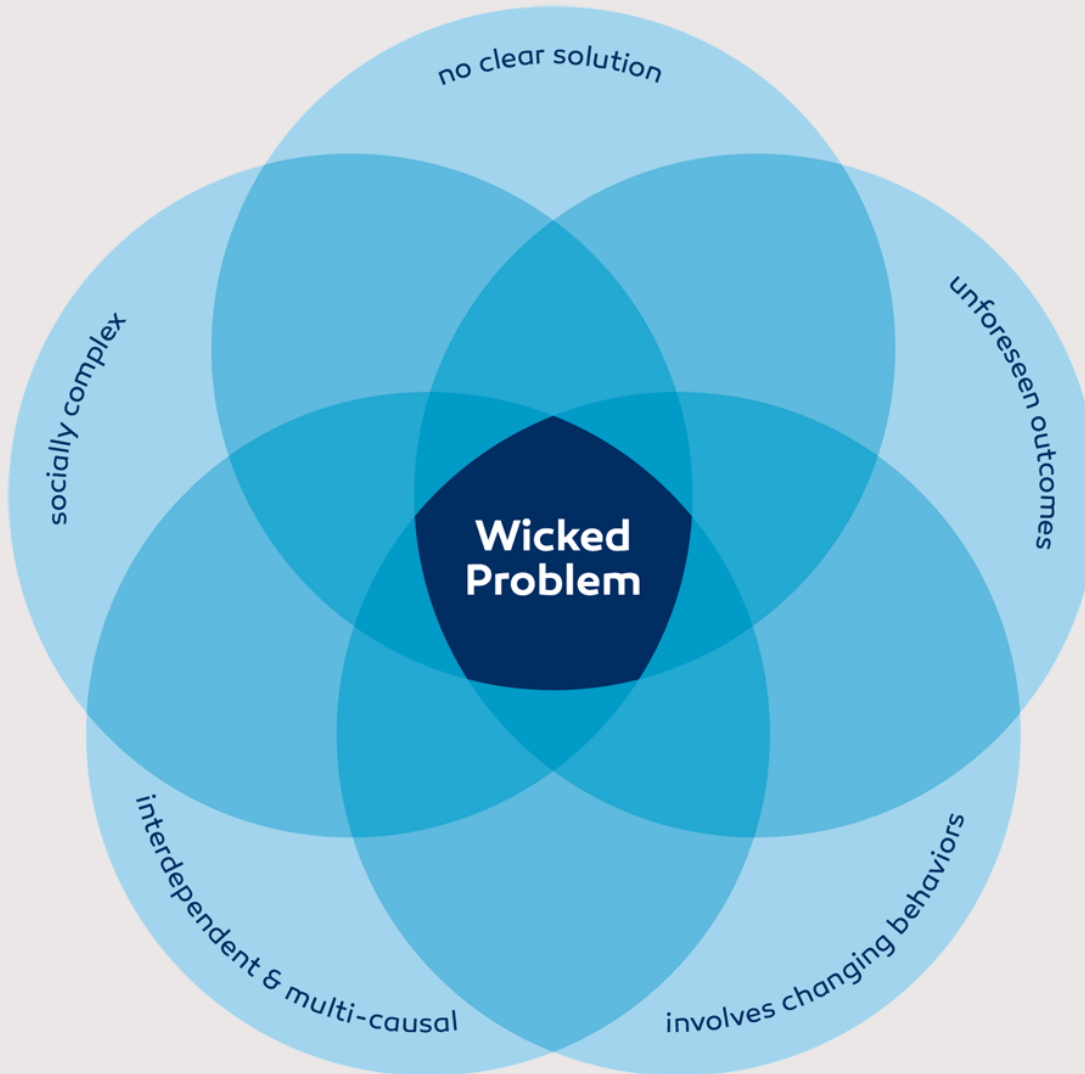 no clear solution
unforeseen outcomes
socially complex
Wicked
Problem
interdependent & multi-causal
involves changing behaviors